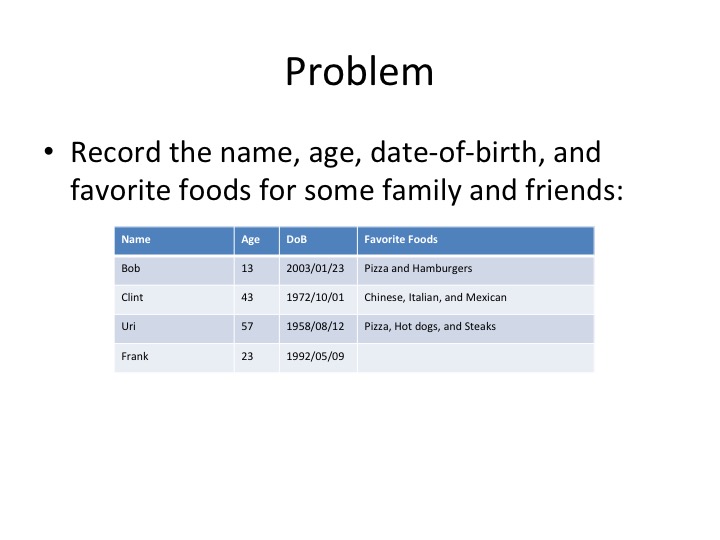 Problem
• Record the name, age, date-of-birth, and
favorite foods for some family and friends:
Name Age DoB Favorite Foods
Bob 13 2003/01/23 Pizza and Hamburgers
Clint 43 1972/10/01 Chinese, Italian, and Mexican
Uri 57 1958/08/12 Pizza, Hot dogs, and Steaks
Frank 23 1992/05/09